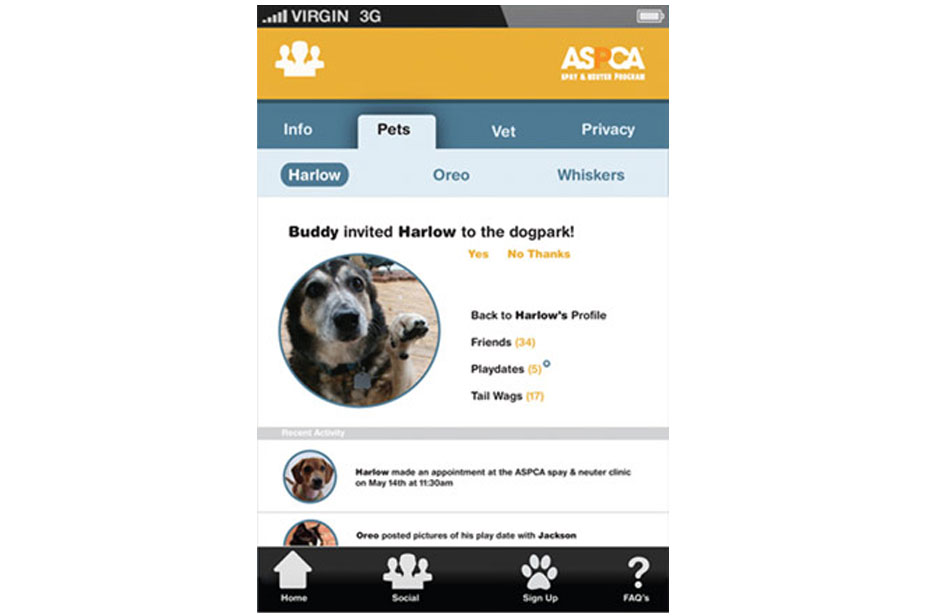 VIRGIN 3G
ASPCA
SPAY & NEUTER PROGRAM
Info Pets Vet Privacy
Harlow Oreo Whiskers
Buddy invited Harlow to the dogpark!
Yes No Thanks
Back to Harlow's Profile
Friends (34)
Playdates (5)
Tail Wags (17)
Recent Activity
Harlow made an appointment at the ASPCA spay & neuter clinic
on May 14th at 11:30am
Oreo posted pictures of his play date with Jackson
Home Social Sign Up FAQ's